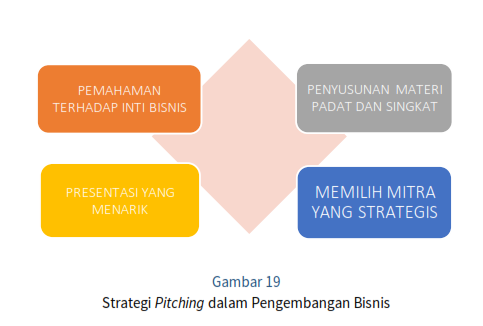 PEMAHAMAN
TERHADAP INTI BISNIS
PENYUSUNAN MATERI
PADAT DAN SINGKAT
PRESENTASI YANG
MENARIK
MEMILIH MITRA
YANG STRATEGIS
Gambar 19
Strategi Pitching dalam Pengembangan Bisnis